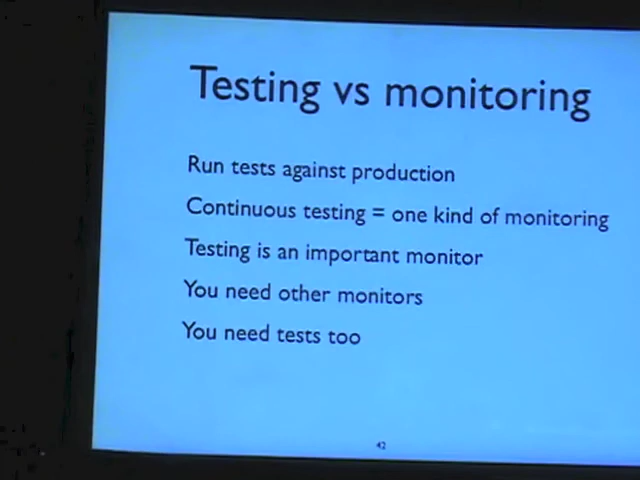 Testing vs monitoring
Run tests against production
Continuous testing = one kind of monitoring
Testing is an important monitor
You need other monitors
You need tests too
42